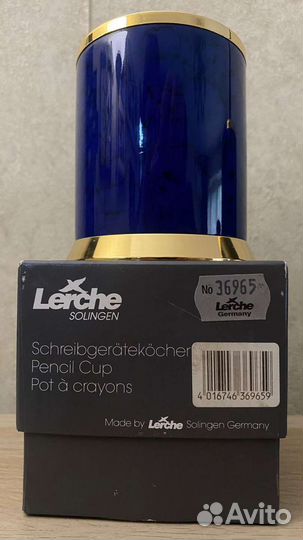 Lerche
SOLINGEN
No 36965
Lerche
Germany
Schreibgeräteköcher
Pencil Cup
Pot à crayons
4 016746 369659
Made by Lerche Solingen Germany
Avito